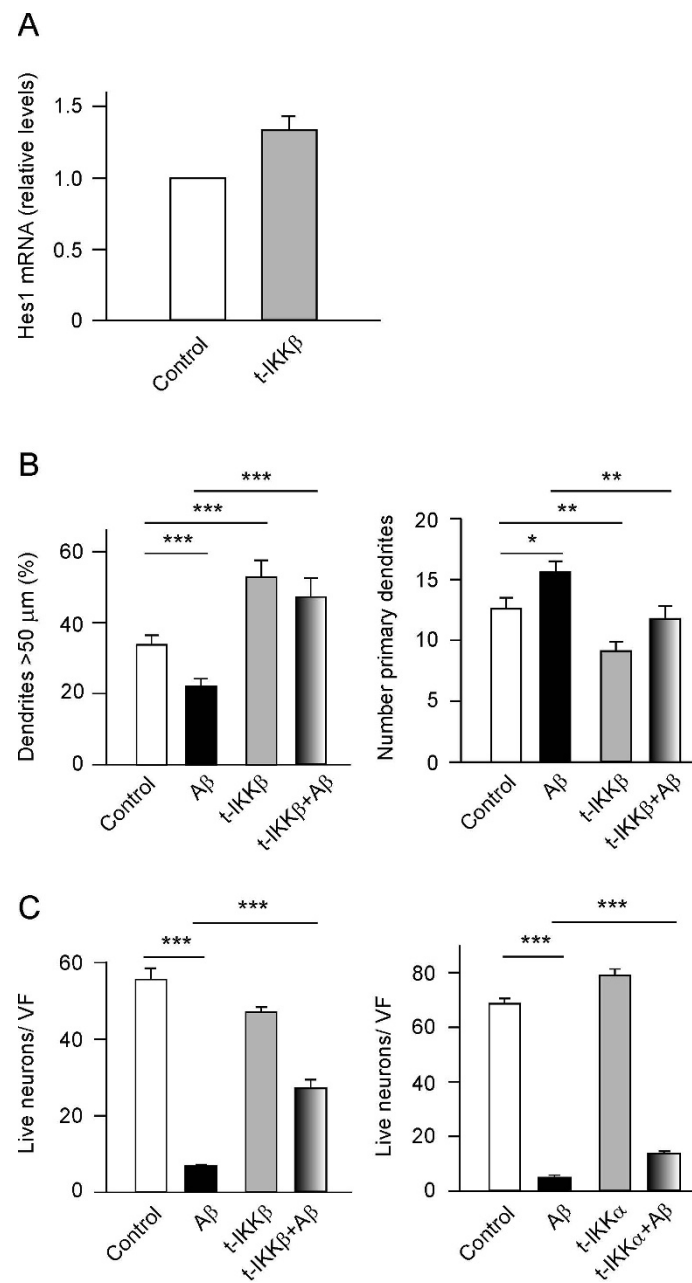 A
Hes1 mRNA (relative levels)
1.5
1.0
0.5
0
Control
t-IKKβ
B
***
***
***
Dendrites >50 μm (%)
60
40
20
0
Control
Aβ
t-IKKβ
t-IKKβ+Aβ
**
**
*
Number primary dendrites
20
15
10
5
0
Control
Aβ
t-IKKβ
t-IKKβ+Aβ
C
***
***
Live neurons/ VF
60
40
20
0
Control
Aβ
t-IKKβ
t-IKKβ+Aβ
***
***
Live neurons/ VF
80
60
40
20
0
Control
Aβ
t-IKKα
t-IKKα+Aβ